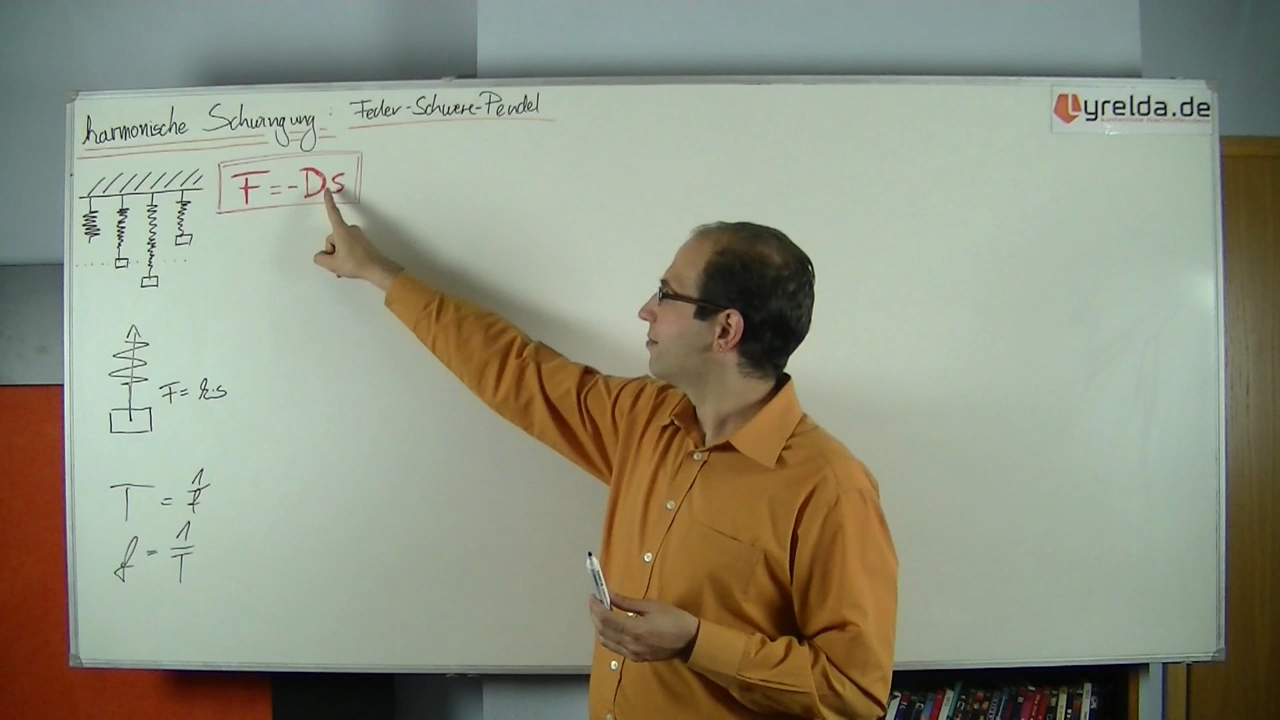 harmonische Schwingung: Feder-Schwere-Pendel
F = -Ds
F = k·s
T = 1/f
f = 1/T
Lyrelda.de